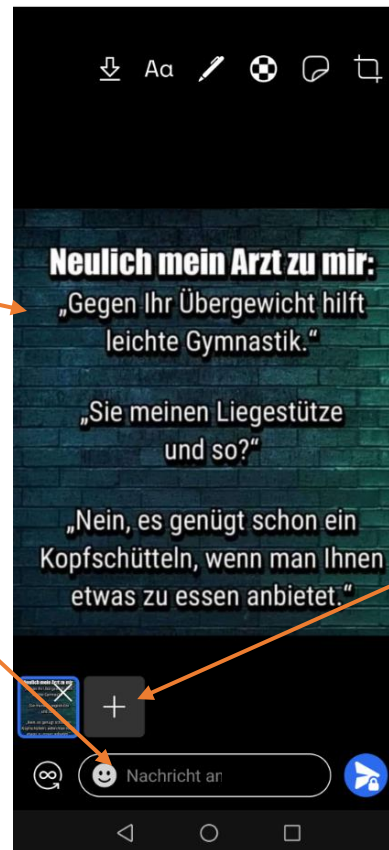 Aa
Neulich mein Arzt zu mir:
„Gegen Ihr Übergewicht hilft
leichte Gymnastik.“
„Sie meinen Liegestütze
und so?“
„Nein, es genügt schon ein
Kopfschütteln, wenn man Ihnen
etwas zu essen anbietet.“
Nachricht an